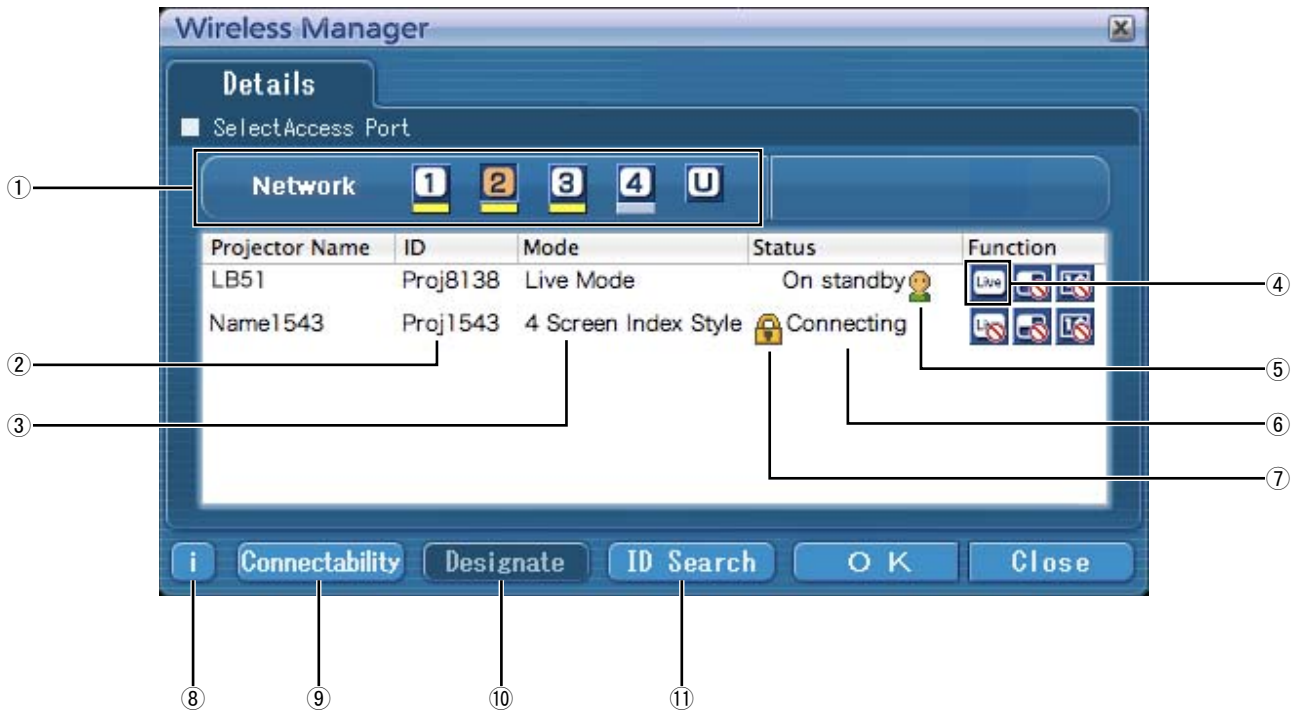 Wireless Manager
Details
SelectAccess Port
① Network 1 2 3 4 U
Projector Name ID Mode Status Function
LB51 Proj8138 Live Mode On standby Live ④
Name1543 Proj1543 4 Screen Index Style Connecting
② ⑤
③ ⑥
⑦
i Connectability Designate ID Search OK Close
⑧ ⑨ ⑩ ⑪